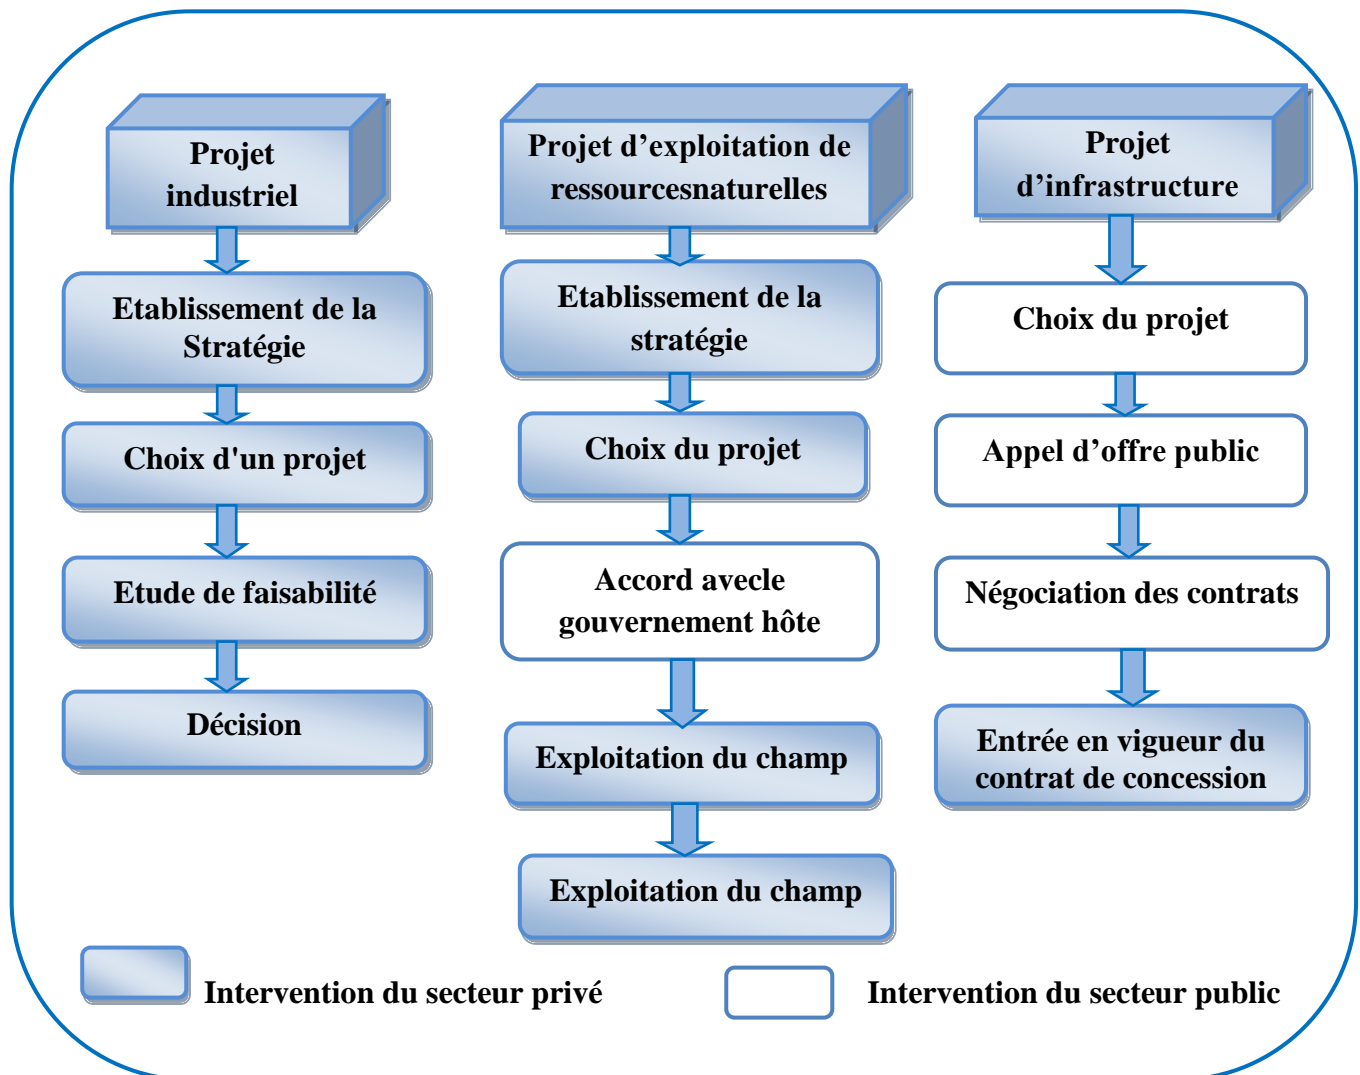 Projet
industriel
Etablissement de la
Stratégie
Choix d'un projet
Etude de faisabilité
Décision
Projet d’exploitation de
ressourcesnaturelles
Etablissement de la
stratégie
Choix du projet
Accord avecle
gouvernement hôte
Exploitation du champ
Exploitation du champ
Projet
d’infrastructure
Choix du projet
Appel d’offre public
Négociation des contrats
Entrée en vigueur du
contrat de concession
Intervention du secteur privé
Intervention du secteur public